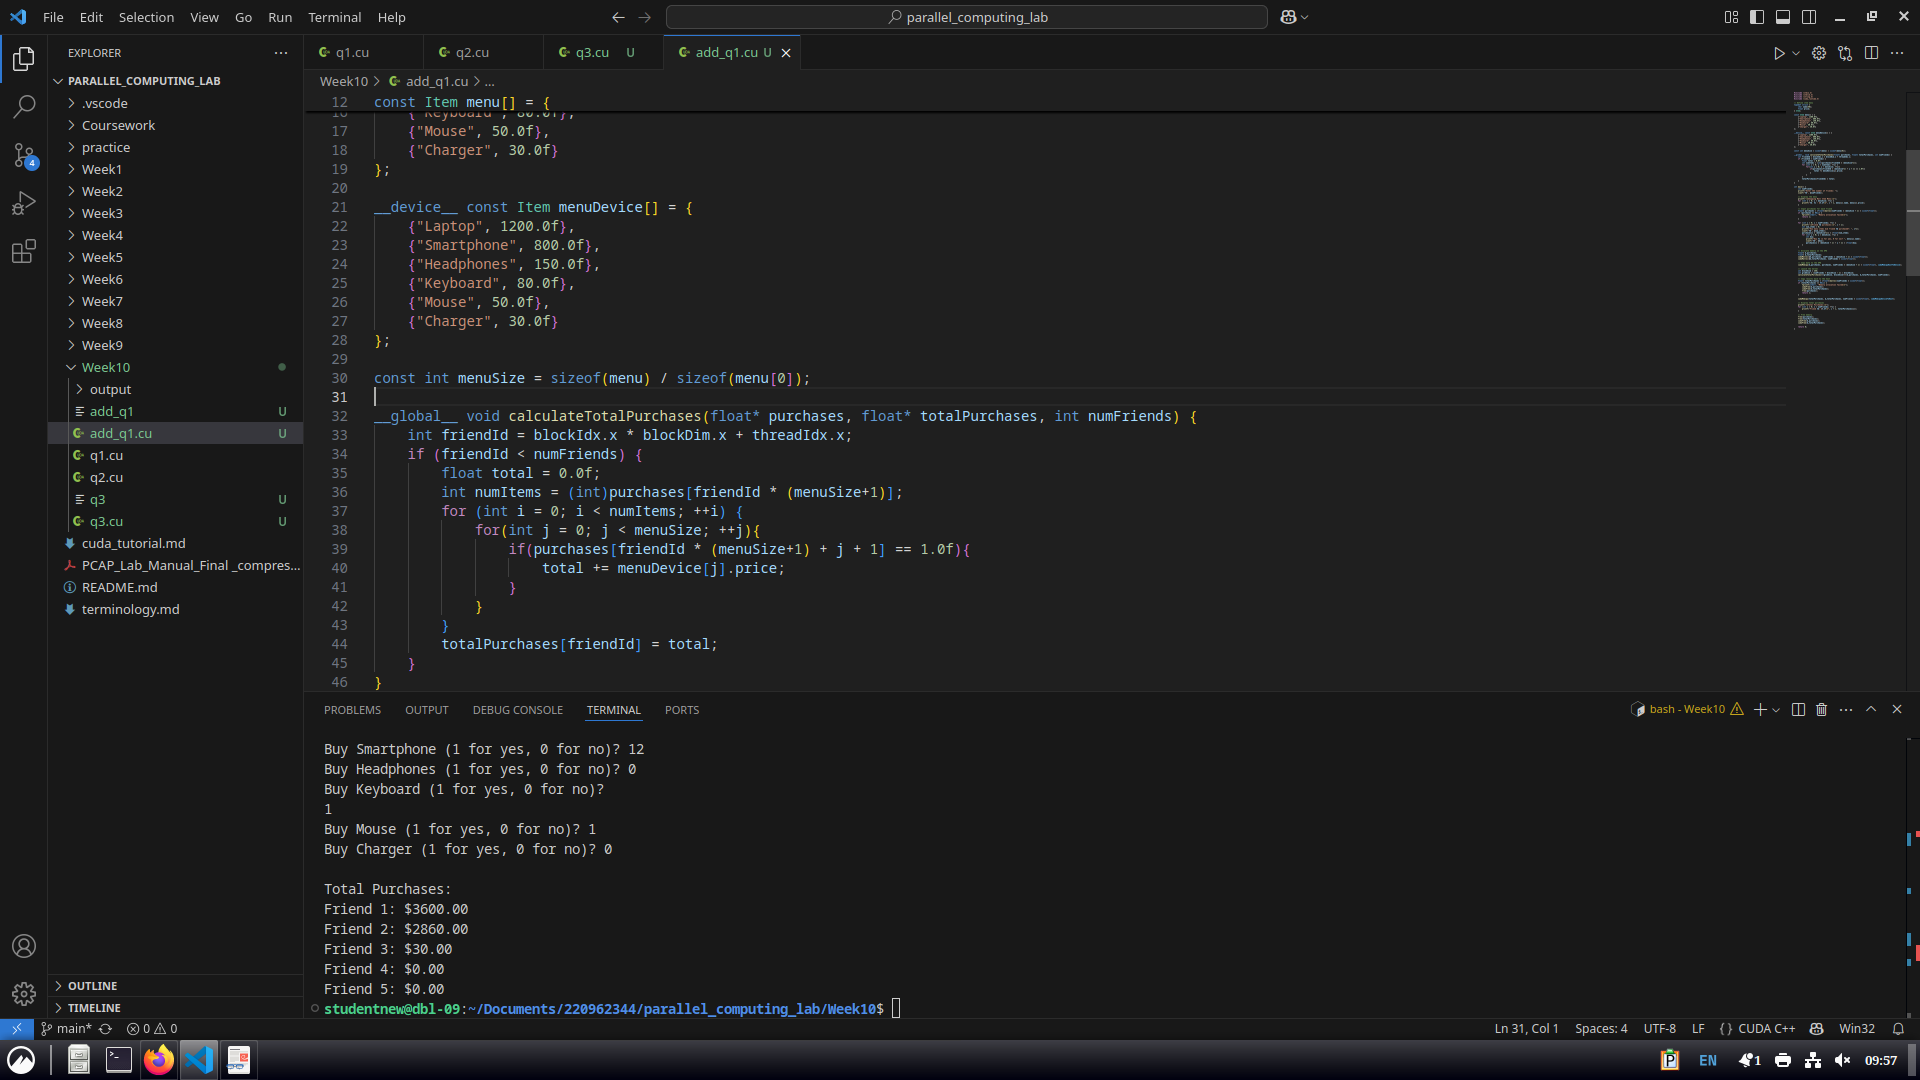 File Edit Selection View Go Run Terminal Help
parallel_computing_lab
EXPLORER
PARALLEL_COMPUTING_LAB
.vscode
Coursework
practice
Week1
Week2
Week3
Week4
Week5
Week6
Week7
Week8
Week9
Week10
output
add_q1 U
add_q1.cu U
q1.cu
q2.cu
q3 U
q3.cu U
cuda_tutorial.md
PCAP_Lab_Manual_Final _compres...
README.md
terminology.md
OUTLINE
TIMELINE
4
q1.cu q2.cu q3.cu U add_q1.cu U
Week10 > add_q1.cu > ...
12 const Item menu[] = {
16 {"Keyboard", 80.0f},
17 {"Mouse", 50.0f},
18 {"Charger", 30.0f}
19 };
20
21 __device__ const Item menuDevice[] = {
22 {"Laptop", 1200.0f},
23 {"Smartphone", 800.0f},
24 {"Headphones", 150.0f},
25 {"Keyboard", 80.0f},
26 {"Mouse", 50.0f},
27 {"Charger", 30.0f}
28 };
29
30 const int menuSize = sizeof(menu) / sizeof(menu[0]);
31
32 __global__ void calculateTotalPurchases(float* purchases, float* totalPurchases, int numFriends) {
33 int friendId = blockIdx.x * blockDim.x + threadIdx.x;
34 if (friendId < numFriends) {
35 float total = 0.0f;
36 int numItems = (int)purchases[friendId * (menuSize+1)];
37 for (int i = 0; i < numItems; ++i) {
38 for(int j = 0; j < menuSize; ++j){
39 if(purchases[friendId * (menuSize+1) + j + 1] == 1.0f){
40 total += menuDevice[j].price;
41 }
42 }
43 }
44 totalPurchases[friendId] = total;
45 }
46 }
PROBLEMS OUTPUT DEBUG CONSOLE TERMINAL PORTS
bash - Week10
Buy Smartphone (1 for yes, 0 for no)? 12
Buy Headphones (1 for yes, 0 for no)? 0
Buy Keyboard (1 for yes, 0 for no)?
1
Buy Mouse (1 for yes, 0 for no)? 1
Buy Charger (1 for yes, 0 for no)? 0
Total Purchases:
Friend 1: $3600.00
Friend 2: $2860.00
Friend 3: $30.00
Friend 4: $0.00
Friend 5: $0.00
studentnew@dbl-09:~/Documents/220962344/parallel_computing_lab/Week10$
main* 0 0
Ln 31, Col 1 Spaces: 4 UTF-8 LF {} CUDA C++ Win32
EN 1 09:57